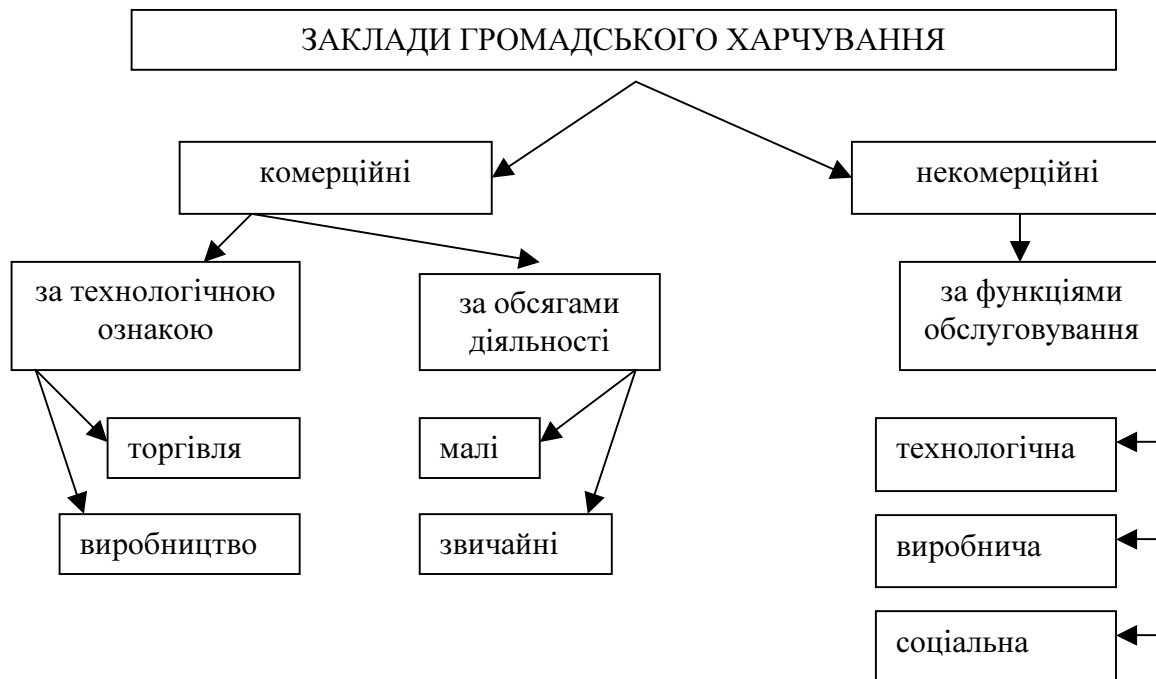 ЗАКЛАДИ ГРОМАДСЬКОГО ХАРЧУВАННЯ
комерційні
некомерційні
за технологічною
ознакою
за обсягами
діяльності
за функціями
обслуговування
торгівля
малі
технологічна
виробництво
звичайні
виробнича
соціальна